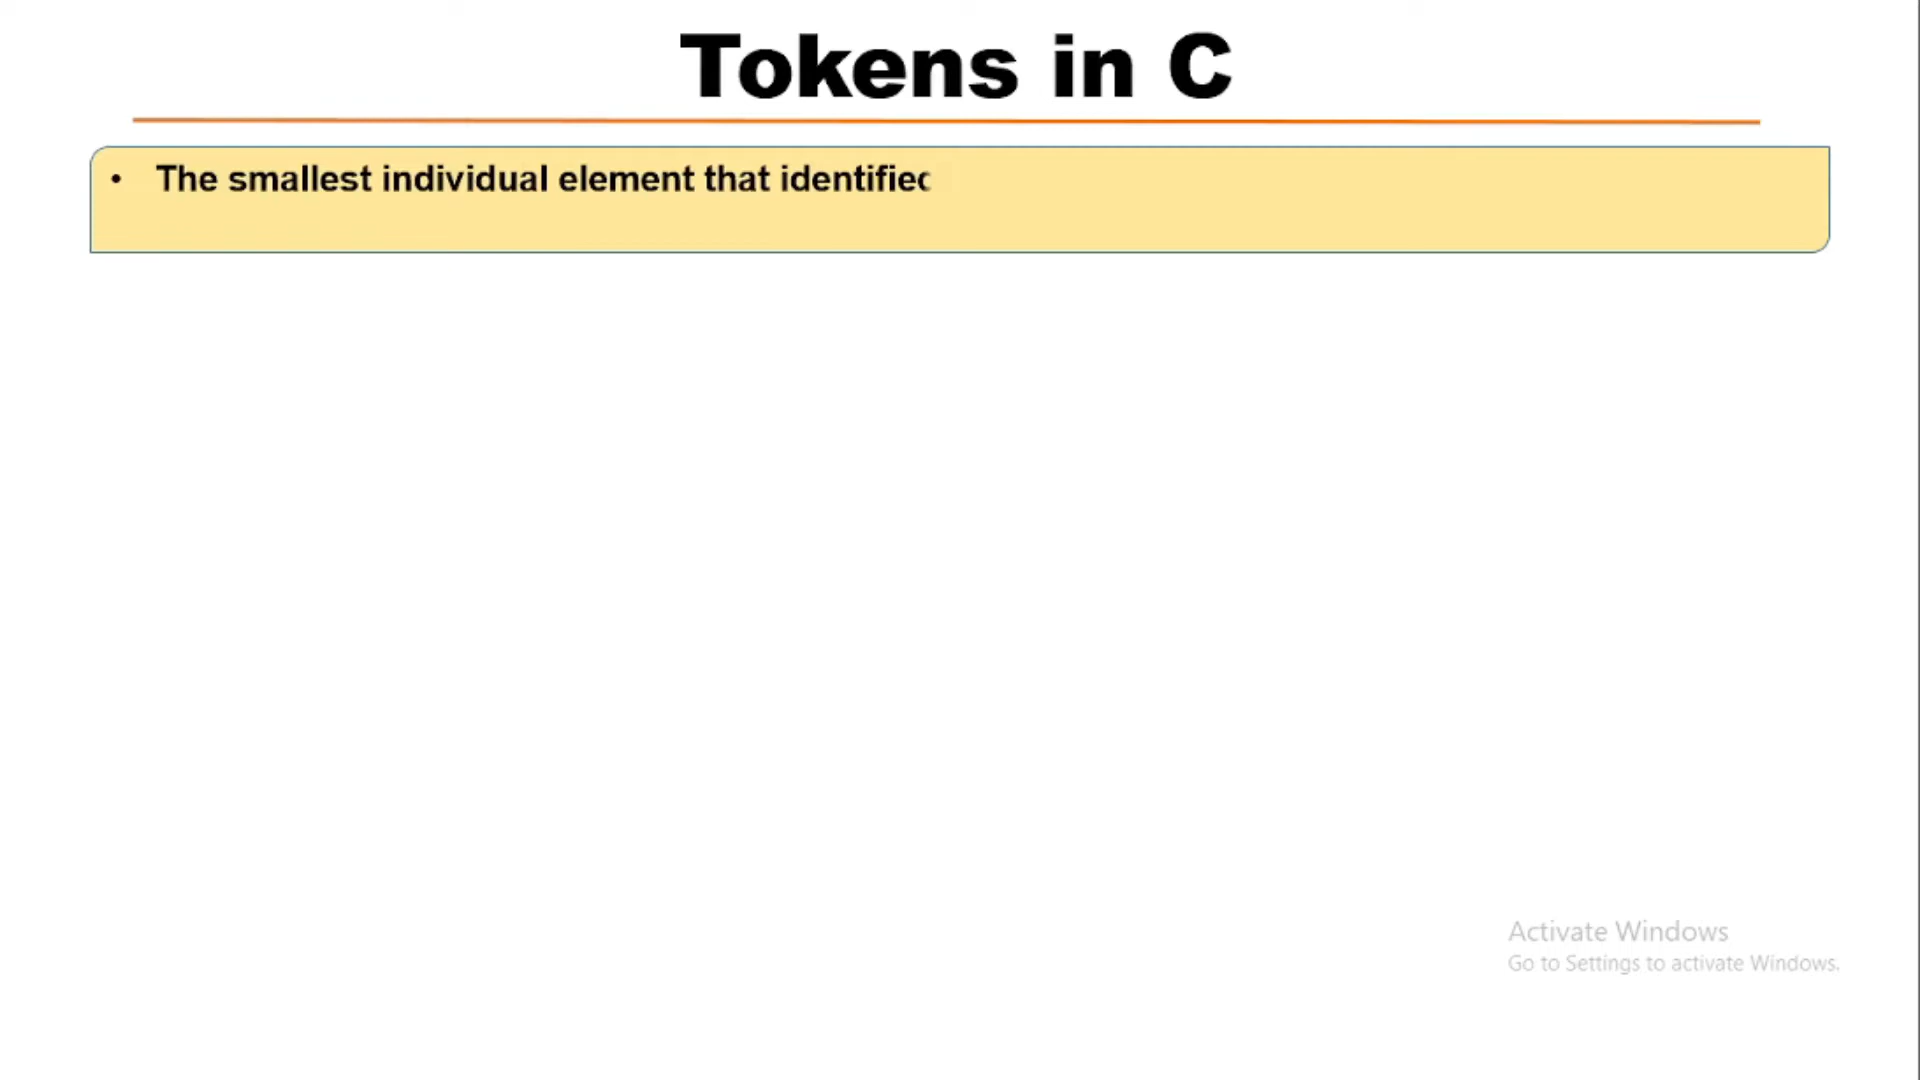 Tokens in C
• The smallest individual element that identified
Activate Windows
Go to Settings to activate Windows.